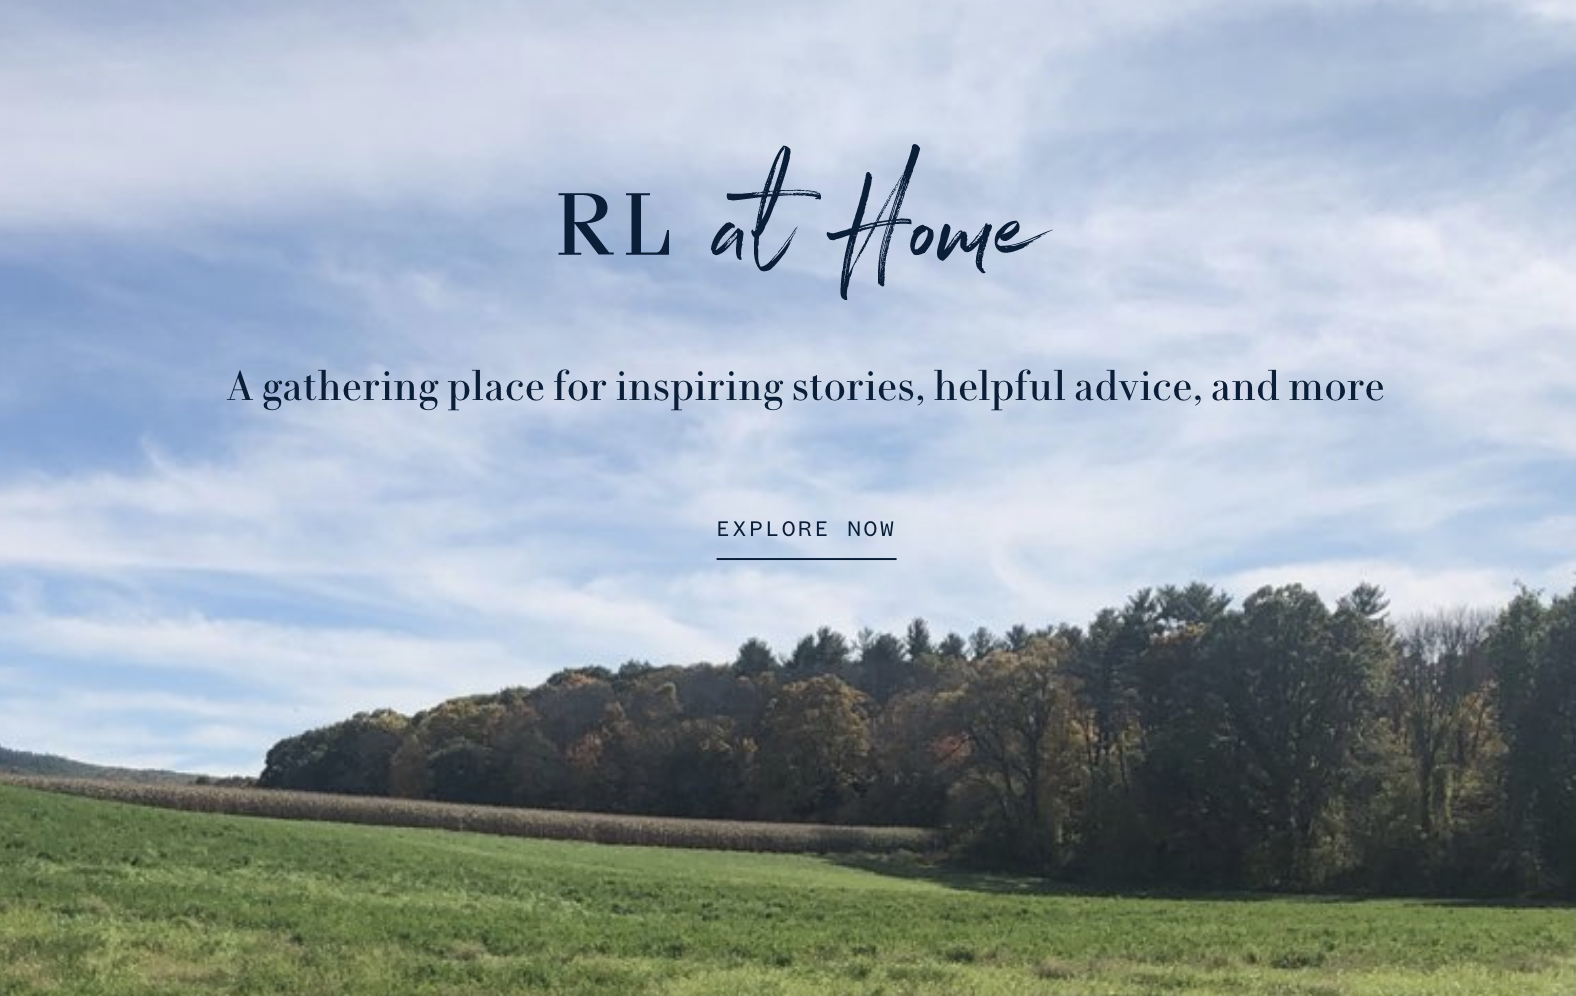 RL at Home
A gathering place for inspiring stories, helpful advice, and more
EXPLORE NOW